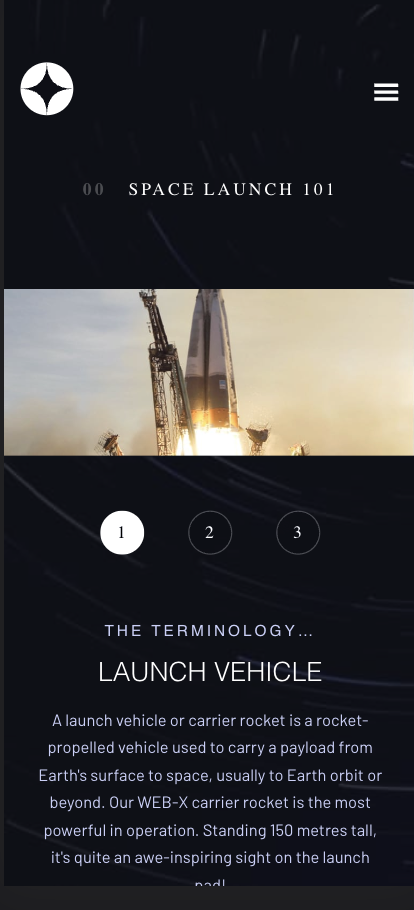 00 SPACE LAUNCH 101
1 2 3
THE TERMINOLOGY...
LAUNCH VEHICLE
A launch vehicle or carrier rocket is a rocket-
propelled vehicle used to carry a payload from
Earth's surface to space, usually to Earth orbit or
beyond. Our WEB-X carrier rocket is the most
powerful in operation. Standing 150 metres tall,
it's quite an awe-inspiring sight on the launch
pad!